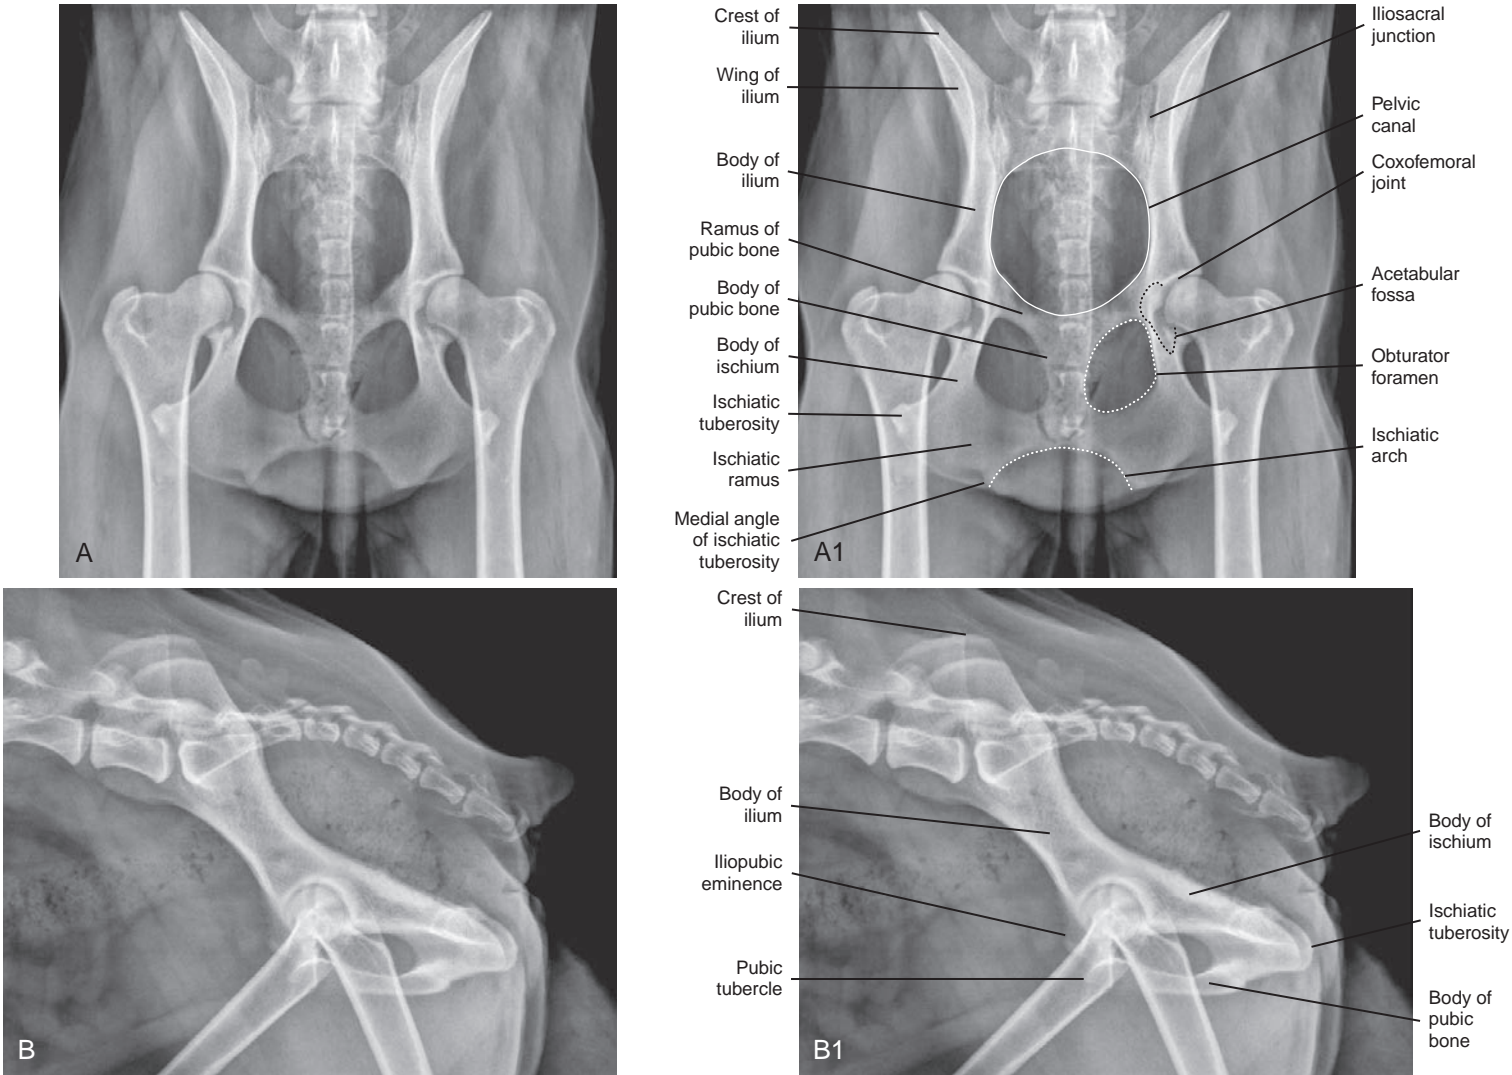 A
Crest of
ilium
Wing of
ilium
Body of
ilium
Ramus of
pubic bone
Body of
pubic bone
Body of
ischium
Ischiatic
tuberosity
Ischiatic
ramus
Medial angle
of ischiatic
tuberosity
A1
Iliosacral
junction
Pelvic
canal
Coxofemoral
joint
Acetabular
fossa
Obturator
foramen
Ischiatic
arch
B
Crest of
ilium
Body of
ilium
Iliopubic
eminence
Pubic
tubercle
B1
Body of
ischium
Ischiatic
tuberosity
Body of
pubic
bone